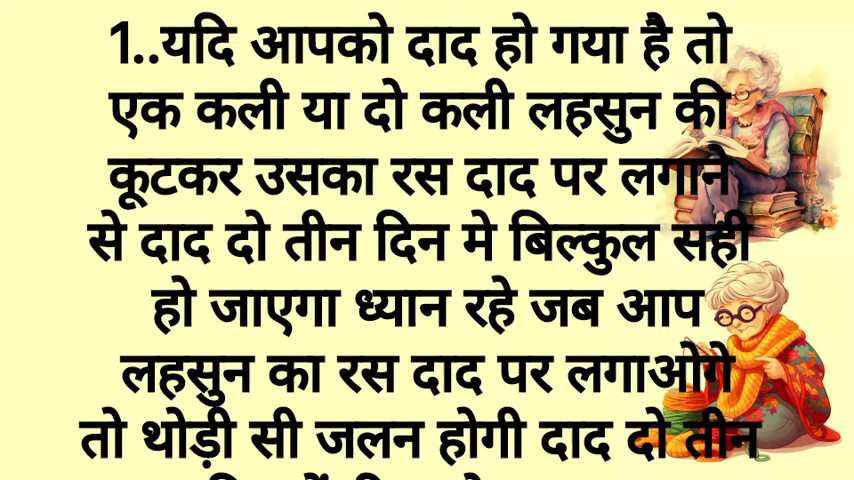 1..यदि आपको दाद हो गया है तो
एक कली या दो कली लहसुन की
कूटकर उसका रस दाद पर लगाने
से दाद दो तीन दिन मे बिल्कुल सही
हो जाएगा ध्यान रहे जब आप
लहसुन का रस दाद पर लगाओगे
तो थोड़ी सी जलन होगी दाद दो तीन